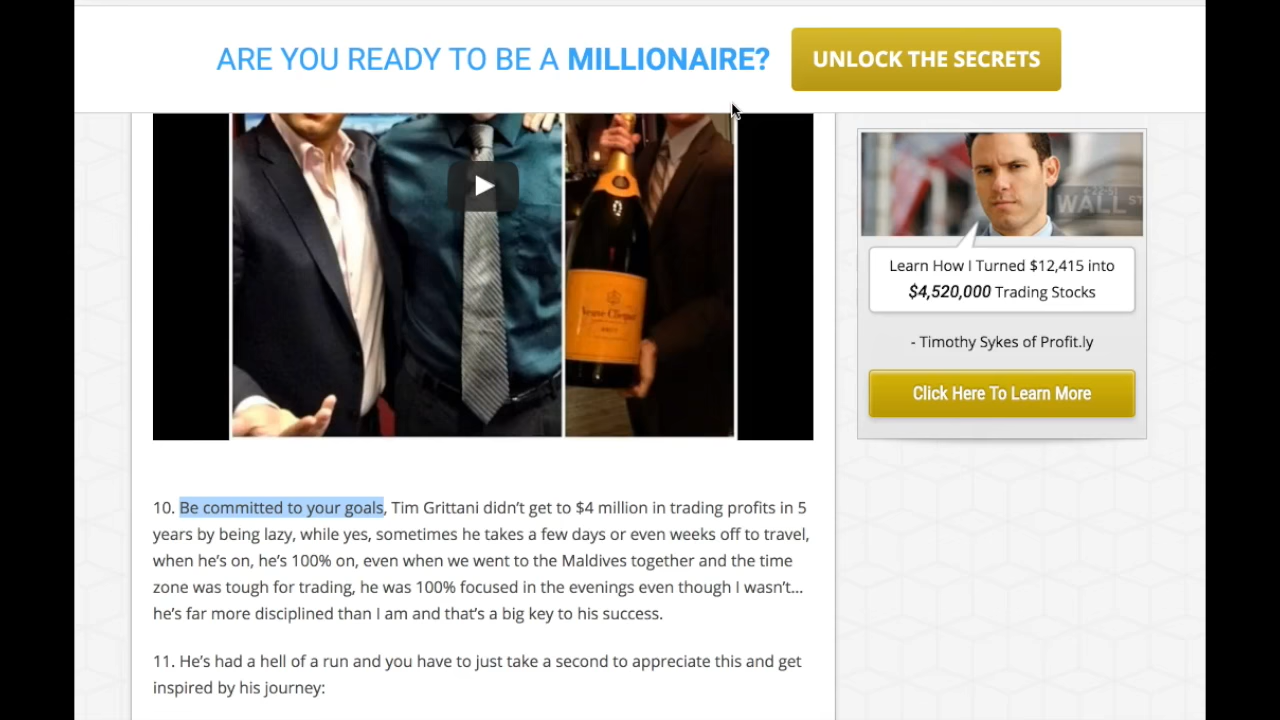 ARE YOU READY TO BE A MILLIONAIRE?
UNLOCK THE SECRETS
Veuve Clicquot
WALL ST
Learn How I Turned $12,415 into
$4,520,000 Trading Stocks
- Timothy Sykes of Profit.ly
Click Here To Learn More
10. Be committed to your goals, Tim Grittani didn’t get to $4 million in trading profits in 5
years by being lazy, while yes, sometimes he takes a few days or even weeks off to travel,
when he’s on, he’s 100% on, even when we went to the Maldives together and the time
zone was tough for trading, he was 100% focused in the evenings even though I wasn’t...
he’s far more disciplined than I am and that’s a big key to his success.
11. He’s had a hell of a run and you have to just take a second to appreciate this and get
inspired by his journey: